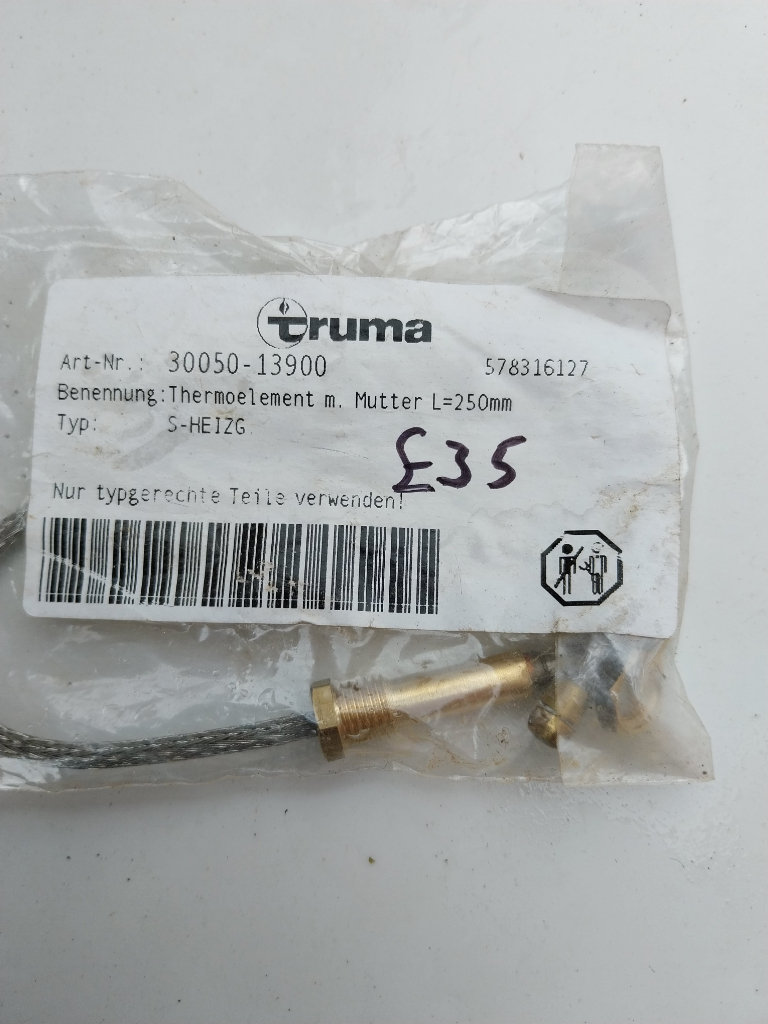 truma
Art-Nr.: 30050-13900 578316127
Benennung: Thermoelement m. Mutter L=250mm
Typ: S-HEIZG
£35
Nur typgerechte Teile verwenden!